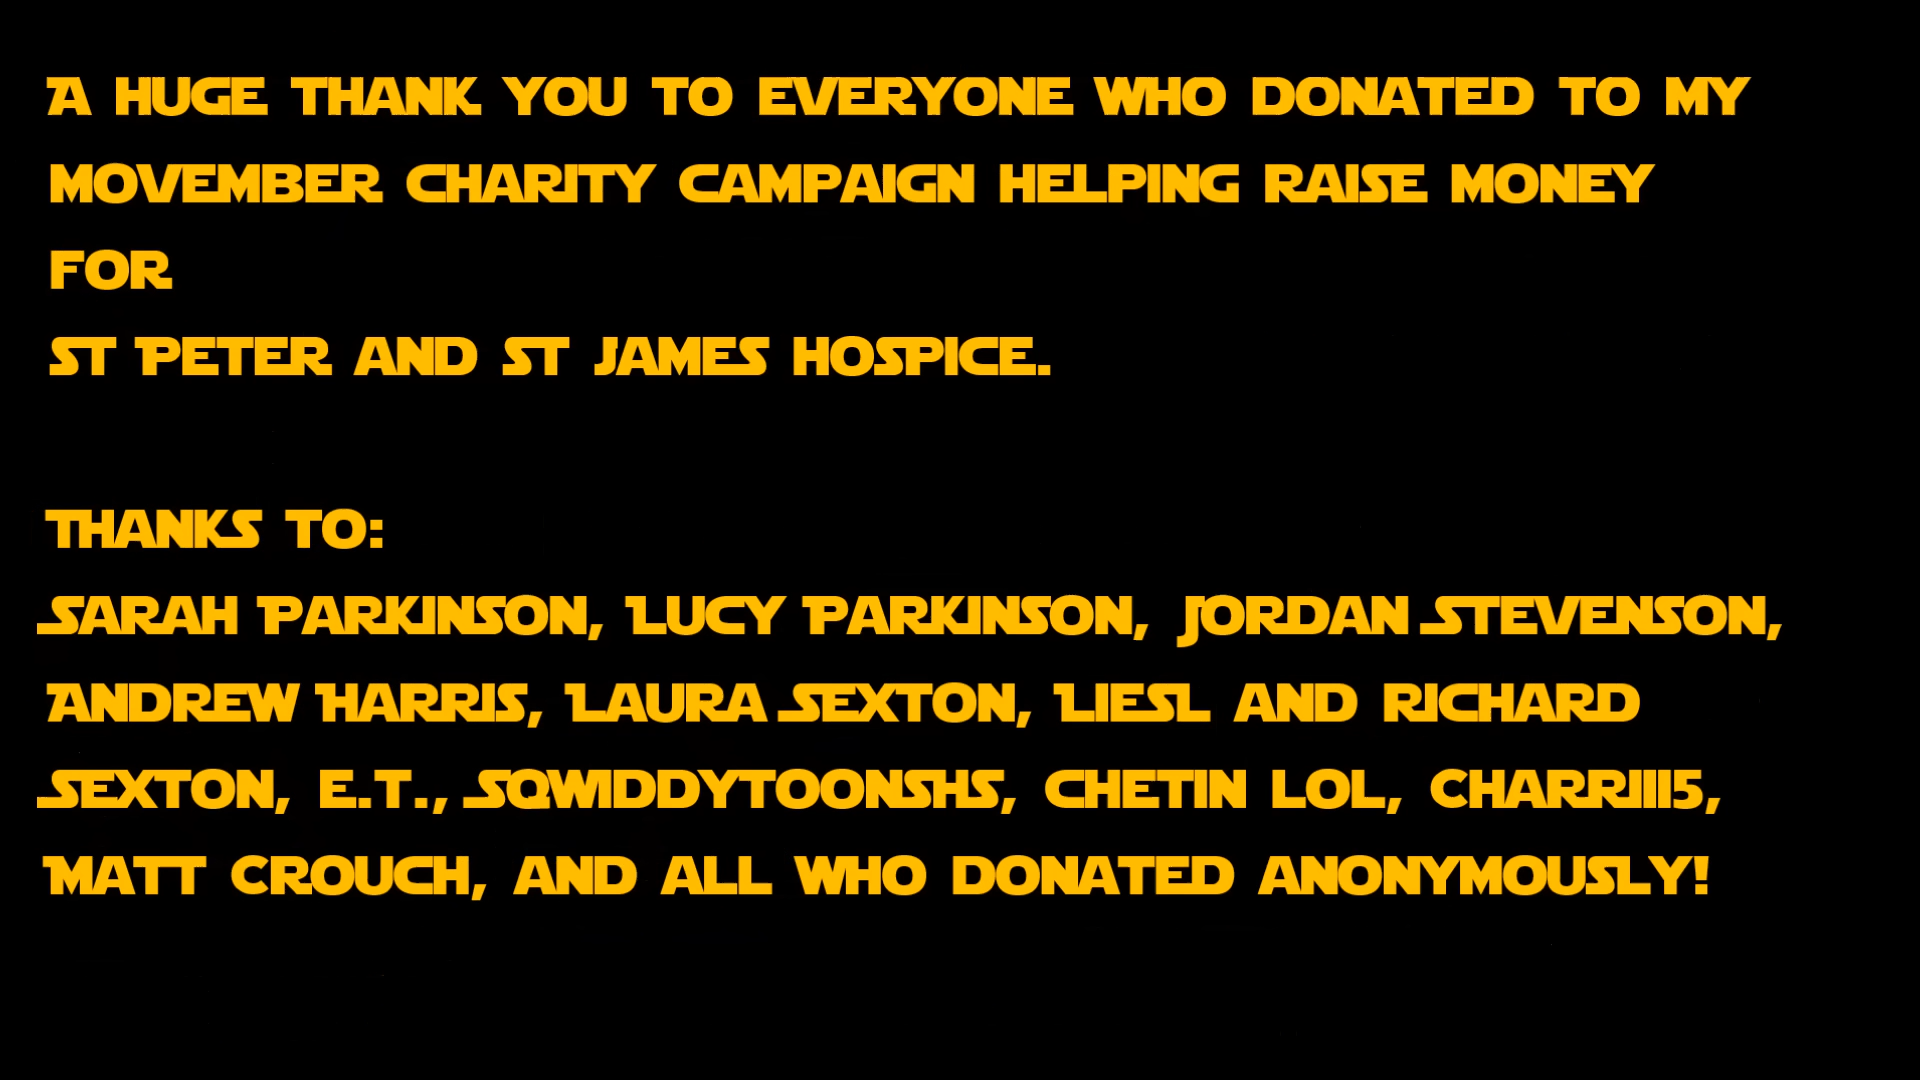 A HUGE THANK YOU TO EVERYONE WHO DONATED TO MY
MOVEMBER CHARITY CAMPAIGN HELPING RAISE MONEY
FOR
ST PETER AND ST JAMES HOSPICE.
THANKS TO:
SARAH PARKINSON, LUCY PARKINSON, JORDAN STEVENSON,
ANDREW HARRIS, LAURA SEXTON, LIESL AND RICHARD
SEXTON, E.T., SQWIDDYTOONSHS, CHETIN LOL, CHARRIII5,
MATT CROUCH, AND ALL WHO DONATED ANONYMOUSLY!